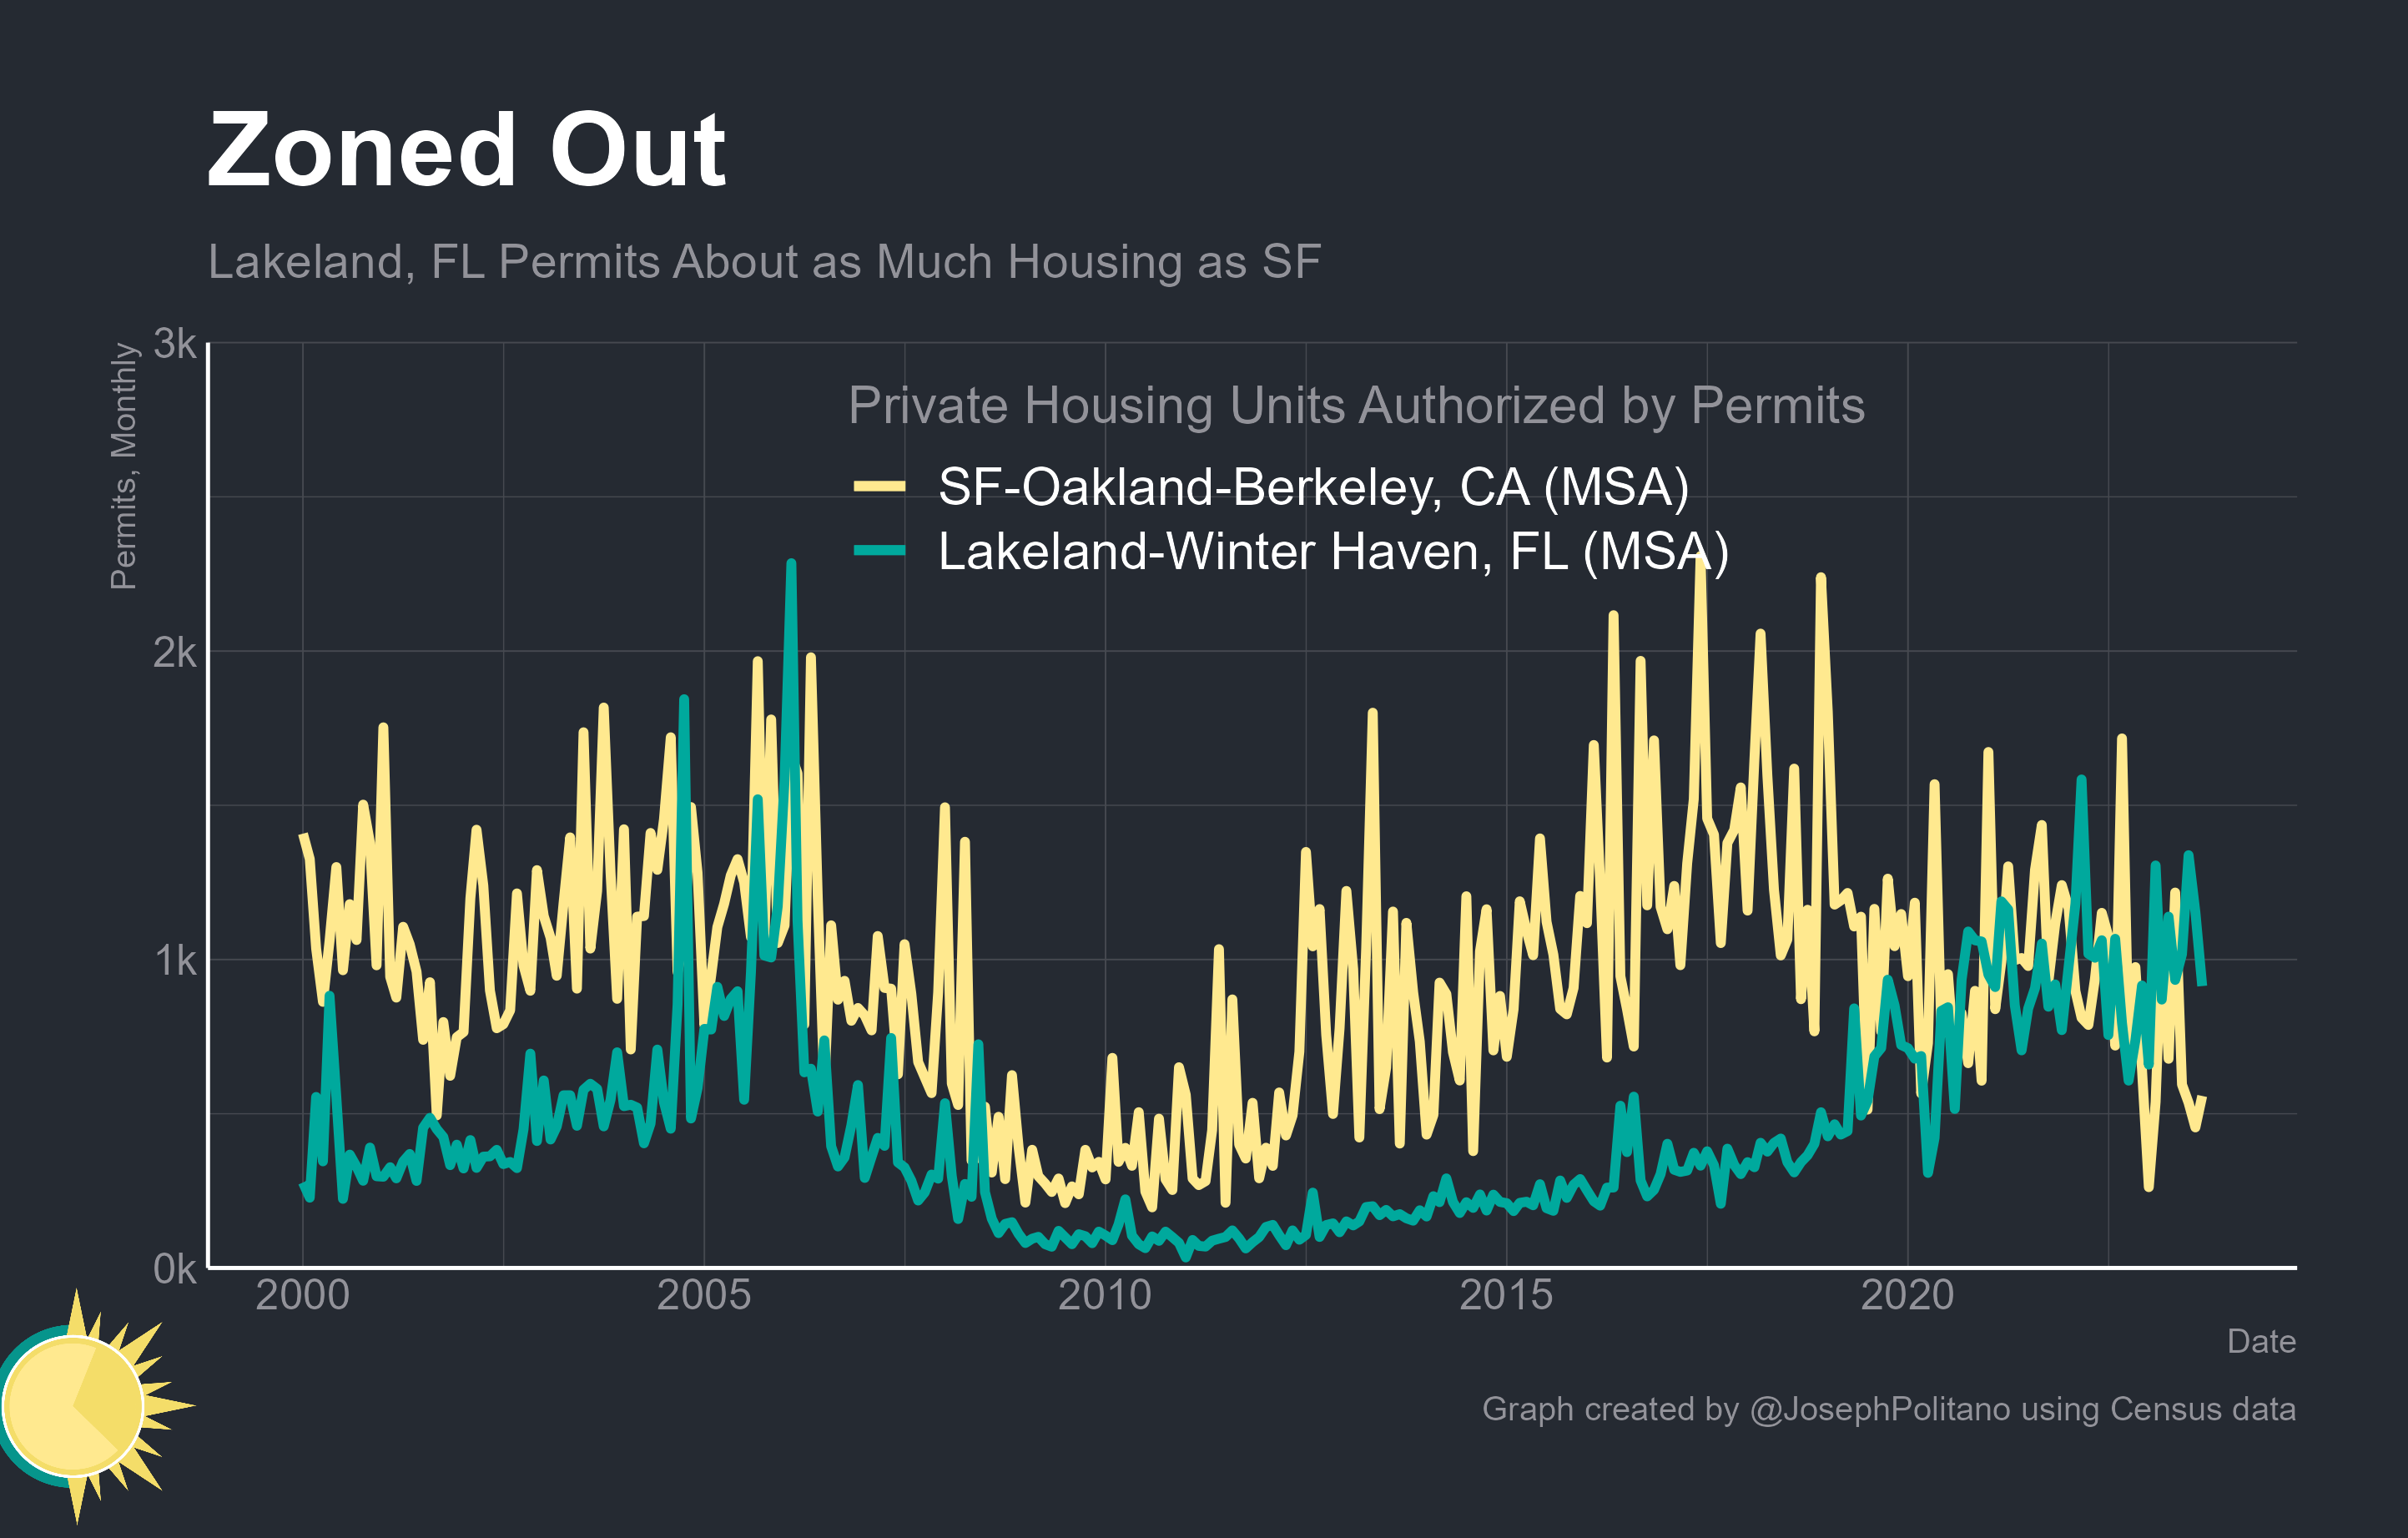 Zoned Out
Lakeland, FL Permits About as Much Housing as SF
Permits, Monthly
3k
2k
1k
0k
Private Housing Units Authorized by Permits
SF-Oakland-Berkeley, CA (MSA)
Lakeland-Winter Haven, FL (MSA)
2000
2005
2010
2015
2020
Date
Graph created by @JosephPolitano using Census data